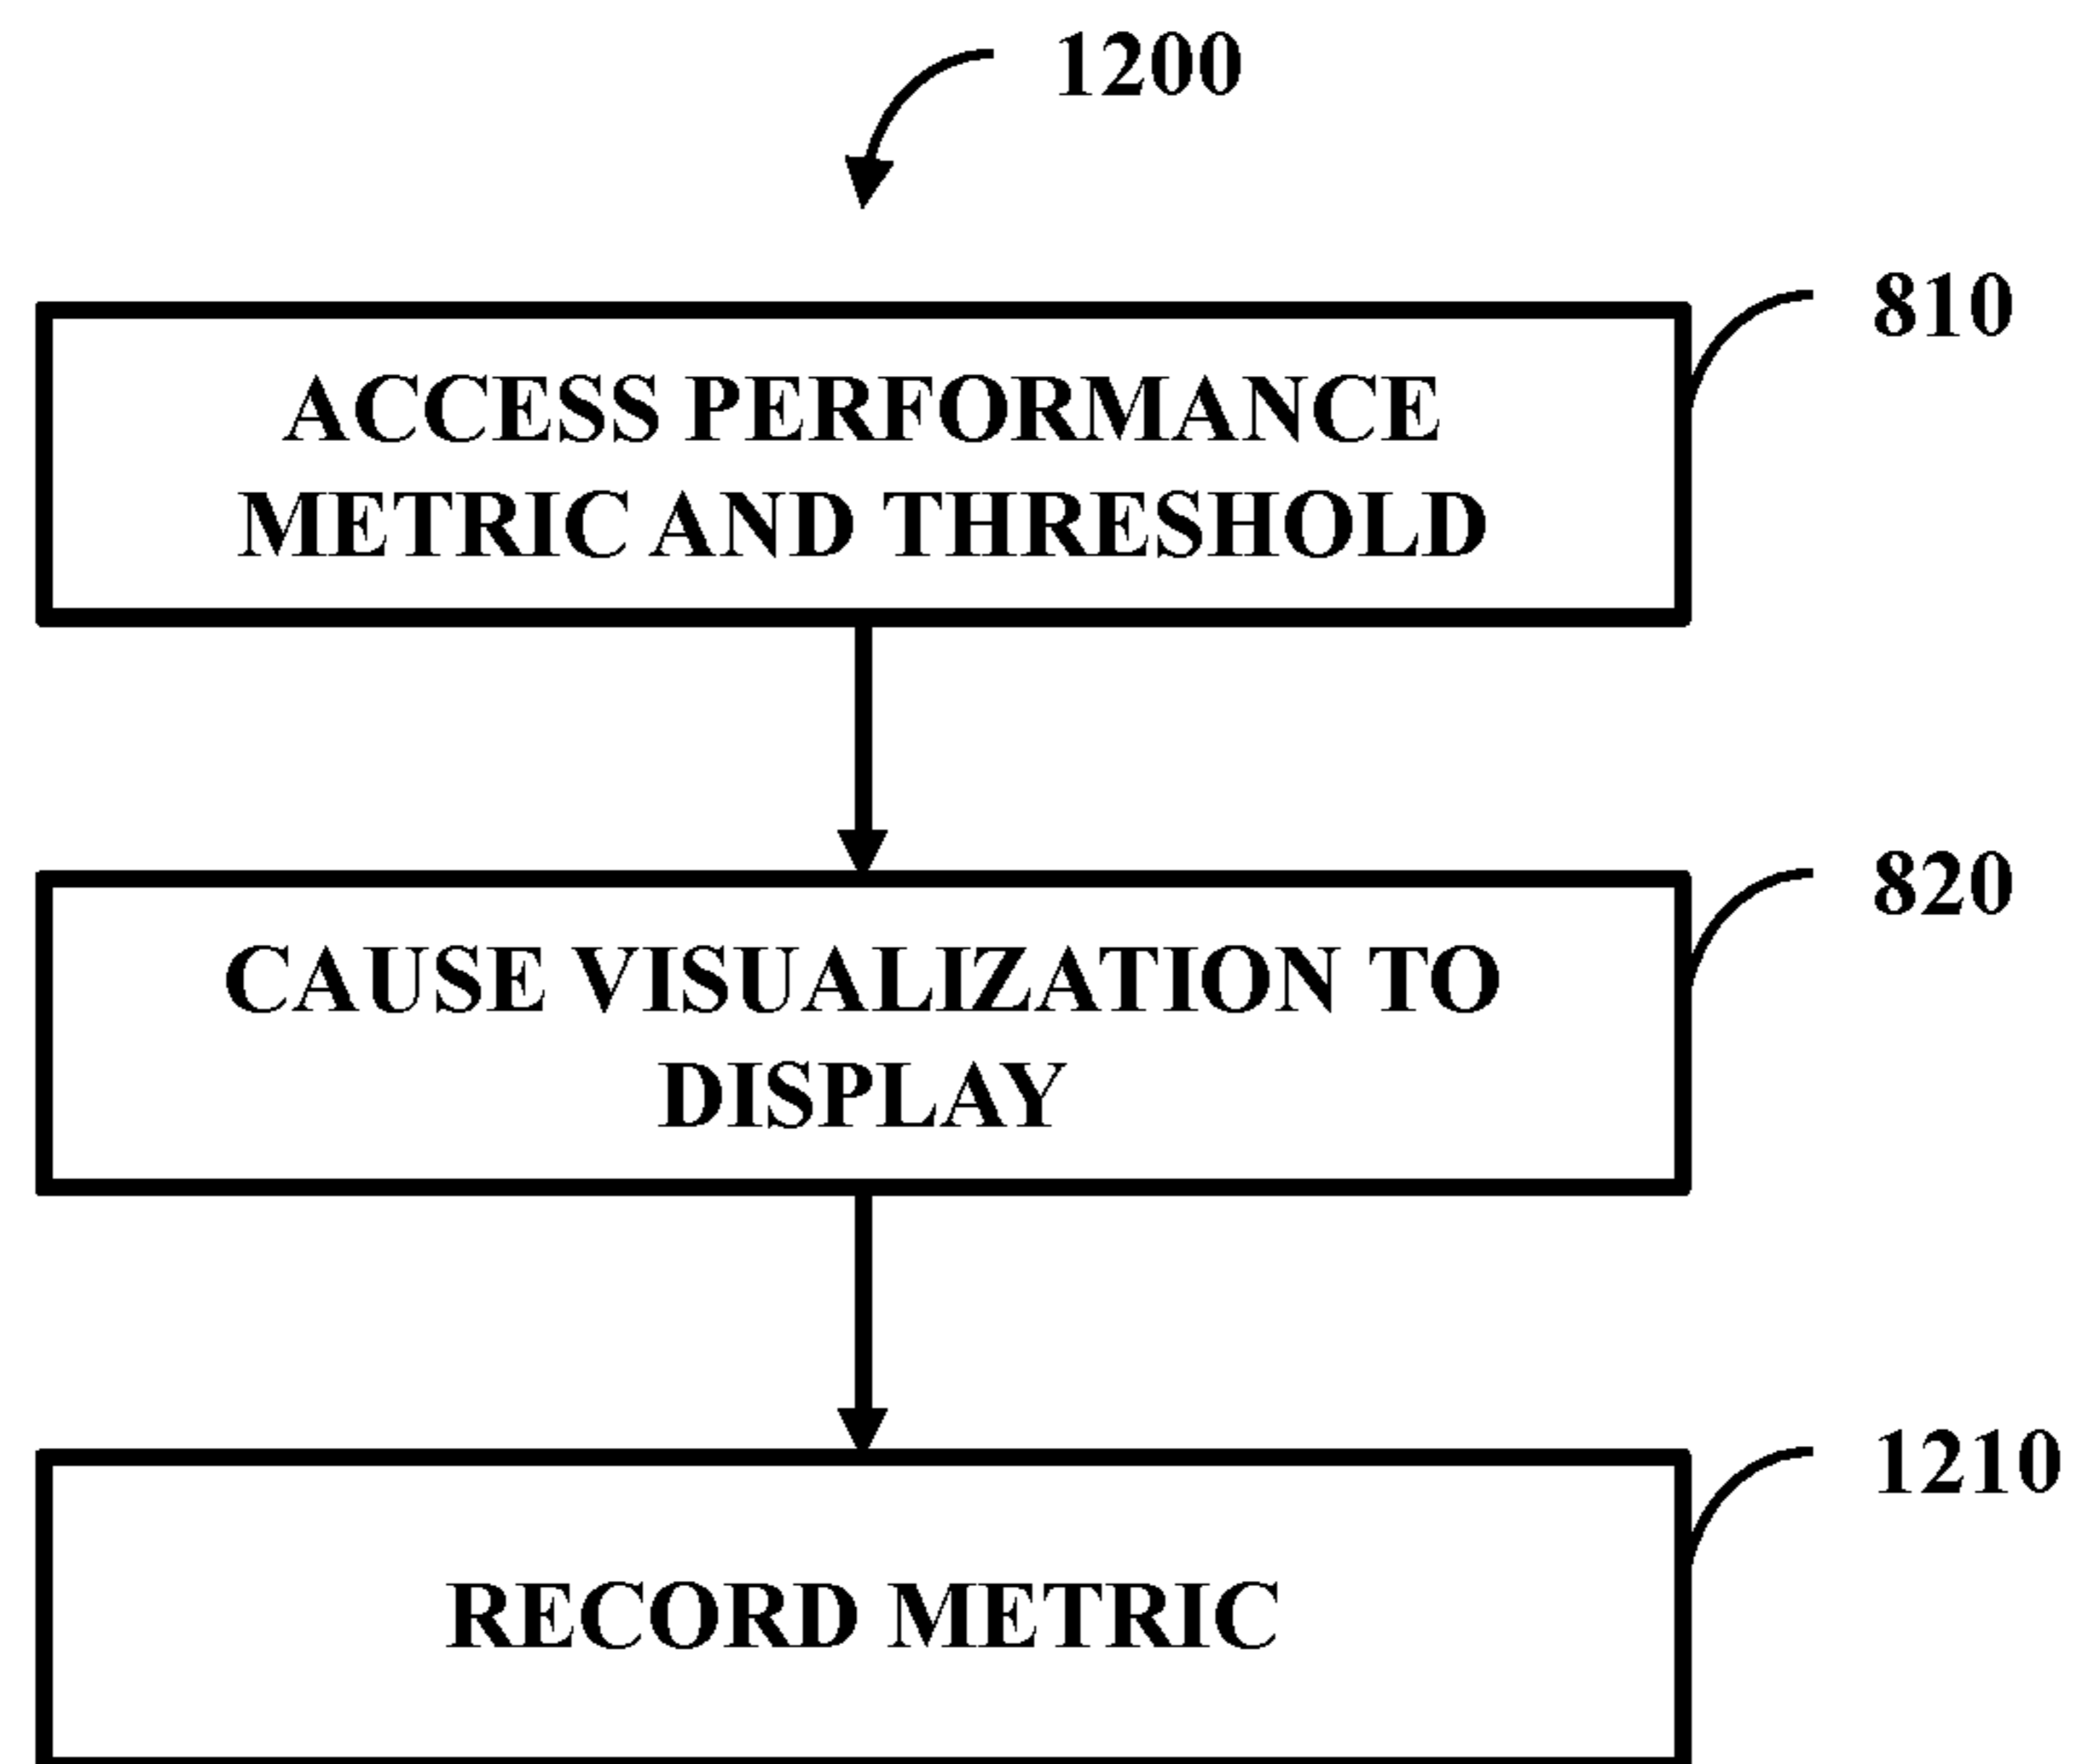 1200
810
ACCESS PERFORMANCE
METRIC AND THRESHOLD
820
CAUSE VISUALIZATION TO
DISPLAY
1210
RECORD METRIC